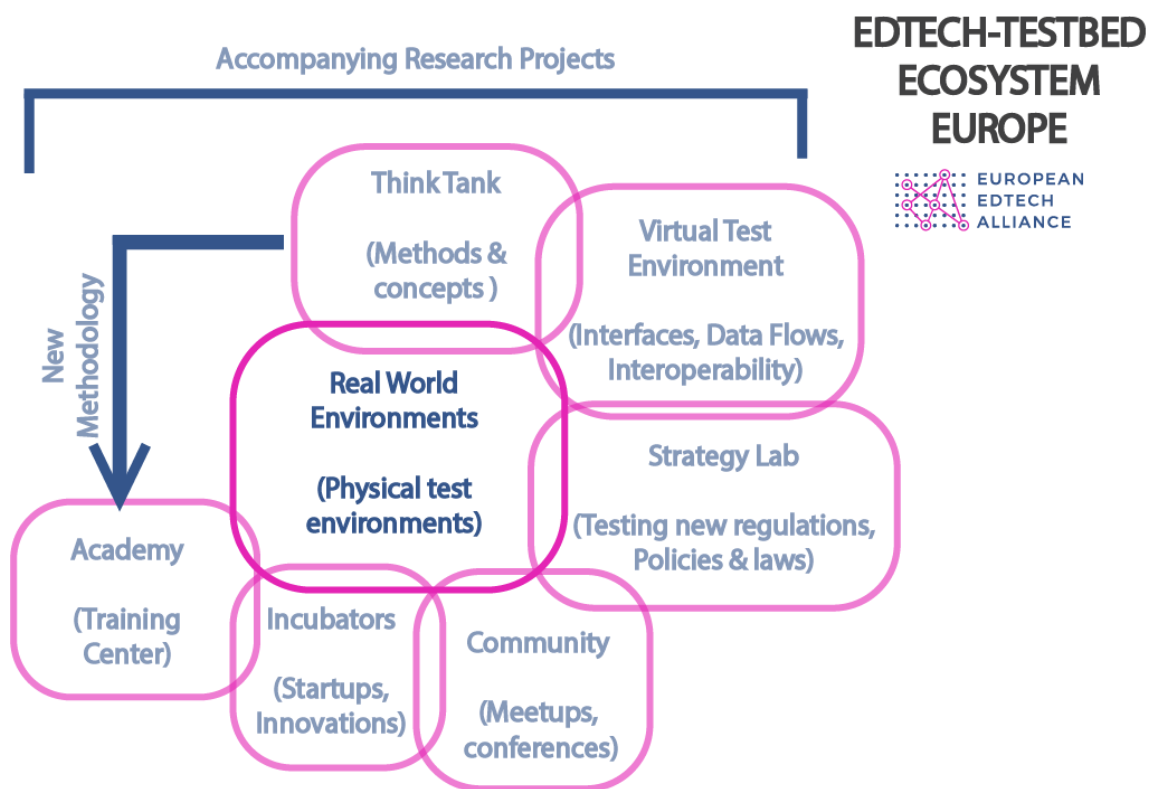 EDTECH-TESTBED
ECOSYSTEM
EUROPE
EUROPEAN
EDTECH
ALLIANCE
Accompanying Research Projects
Think Tank
(Methods &
concepts )
Virtual Test
Environment
(Interfaces, Data Flows,
Interoperability)
New
Methodology
Real World
Environments
(Physical test
environments)
Strategy Lab
(Testing new regulations,
Policies & laws)
Academy
(Training
Center)
Incubators
(Startups,
Innovations)
Community
(Meetups,
conferences)